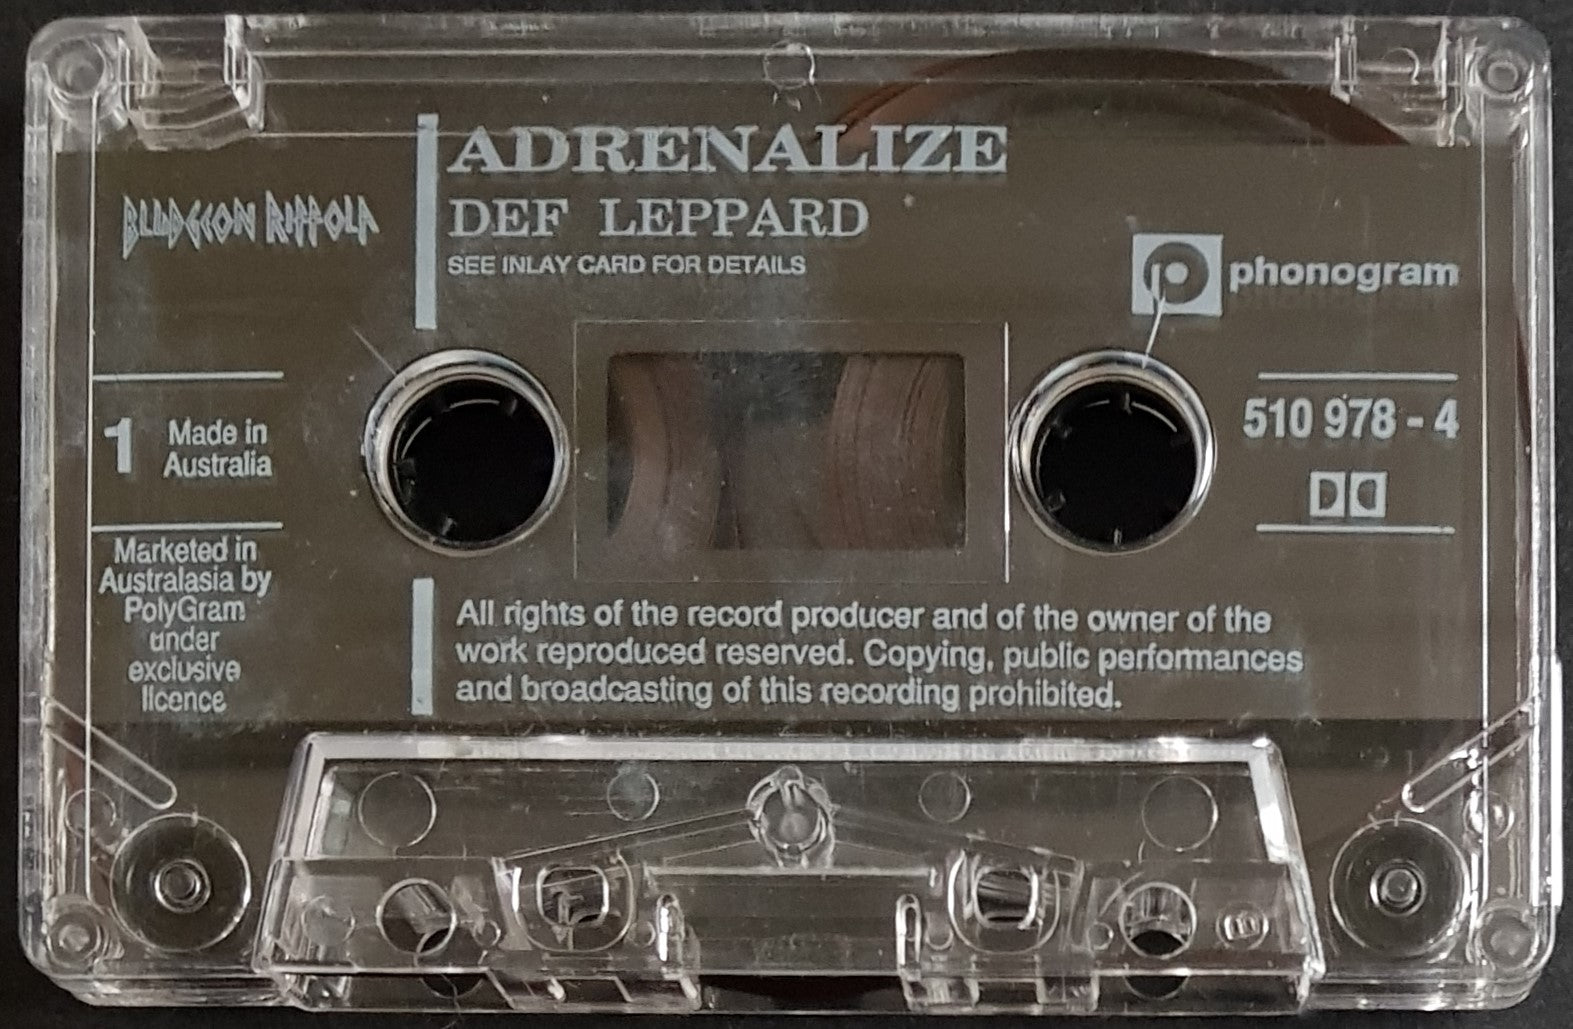 ADRENALIZE
DEF LEPPARD
SEE INLAY CARD FOR DETAILS
BLUDGEON RIFFOLA
phonogram
1
Made in
Australia
510 978 - 4
Marketed in
Australasia by
PolyGram
under
exclusive
licence
All rights of the record producer and of the owner of the
work reproduced reserved. Copying, public performances
and broadcasting of this recording prohibited.